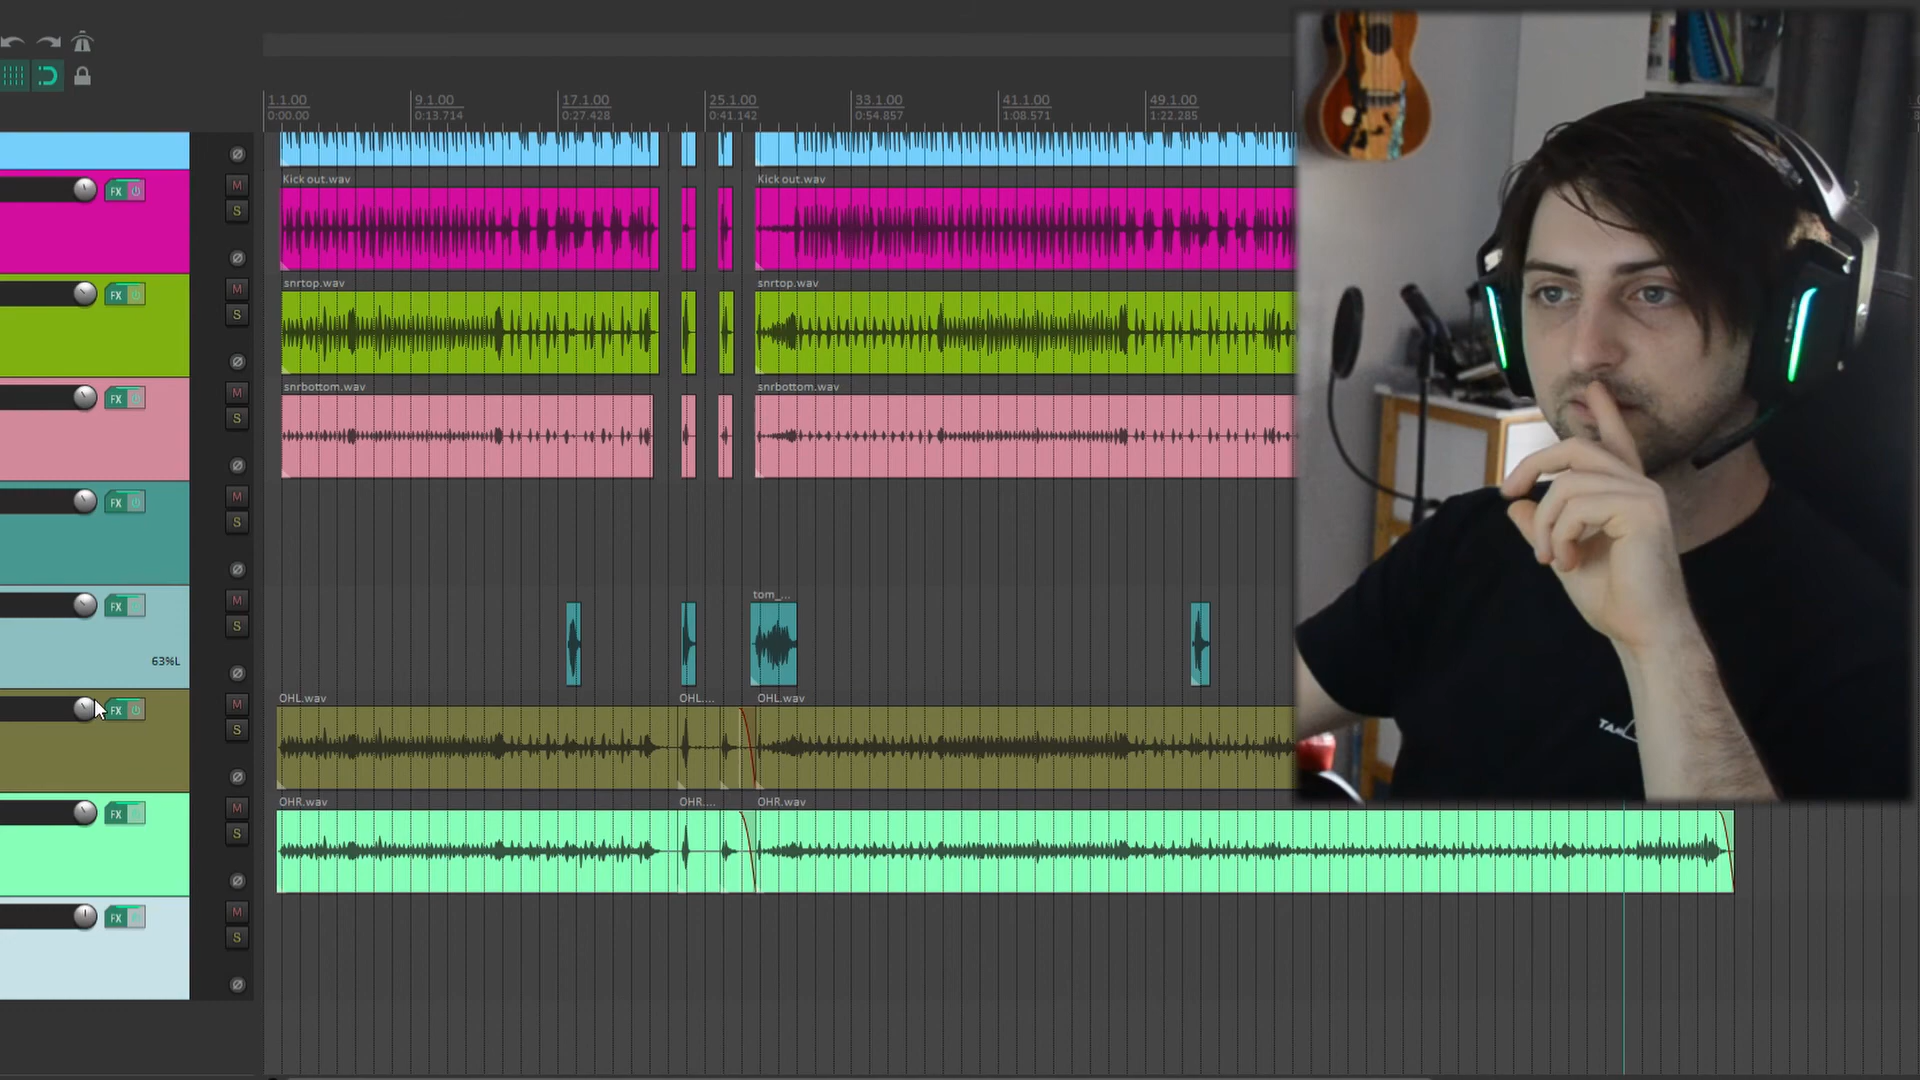 1.1.00 9.1.00 17.1.00 25.1.00 33.1.00 41.1.00 49.1.00
0:00.00 0:13.714 0:27.428 0:41.142 0:54.857 1:08.571 1:22.285
Kick out.wav Kick out.wav
FX M
S
snrtop.wav snrtop.wav
FX M
S
snrbottom.wav snrbottom.wav
FX M
S
FX M
S
tom_...
FX M
S
63%L
OHL.wav OHL.... OHL.wav
FX M
S
OHR.wav OHR.... OHR.wav
FX M
S
FX M
S